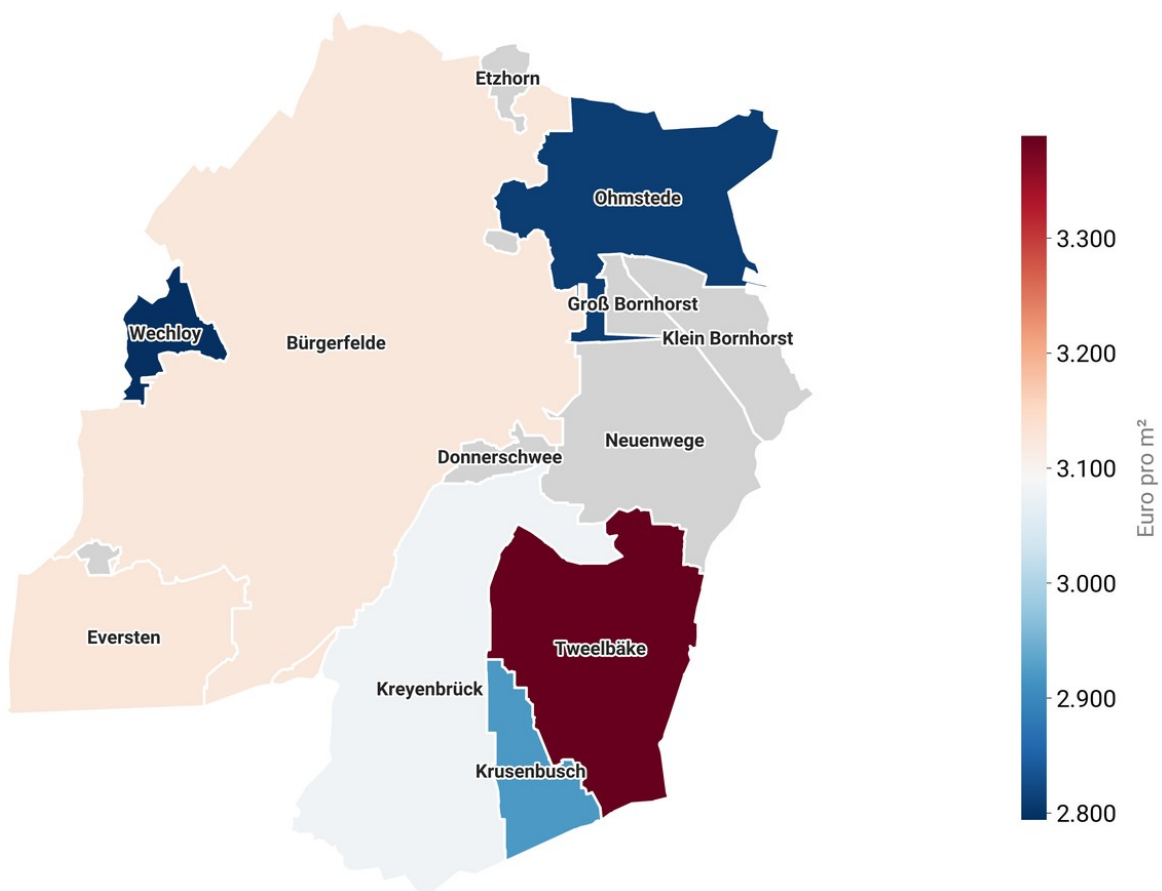 Etzhorn
Ohmstede
Groß Bornhorst
Wechloy
Bürgerfelde
Klein Bornhorst
Neuenwege
Donnerschwee
Eversten
Tweelbäke
Kreyenbrück
Krusenbusch
3.300
3.200
3.100
3.000
2.900
2.800
Euro pro m²